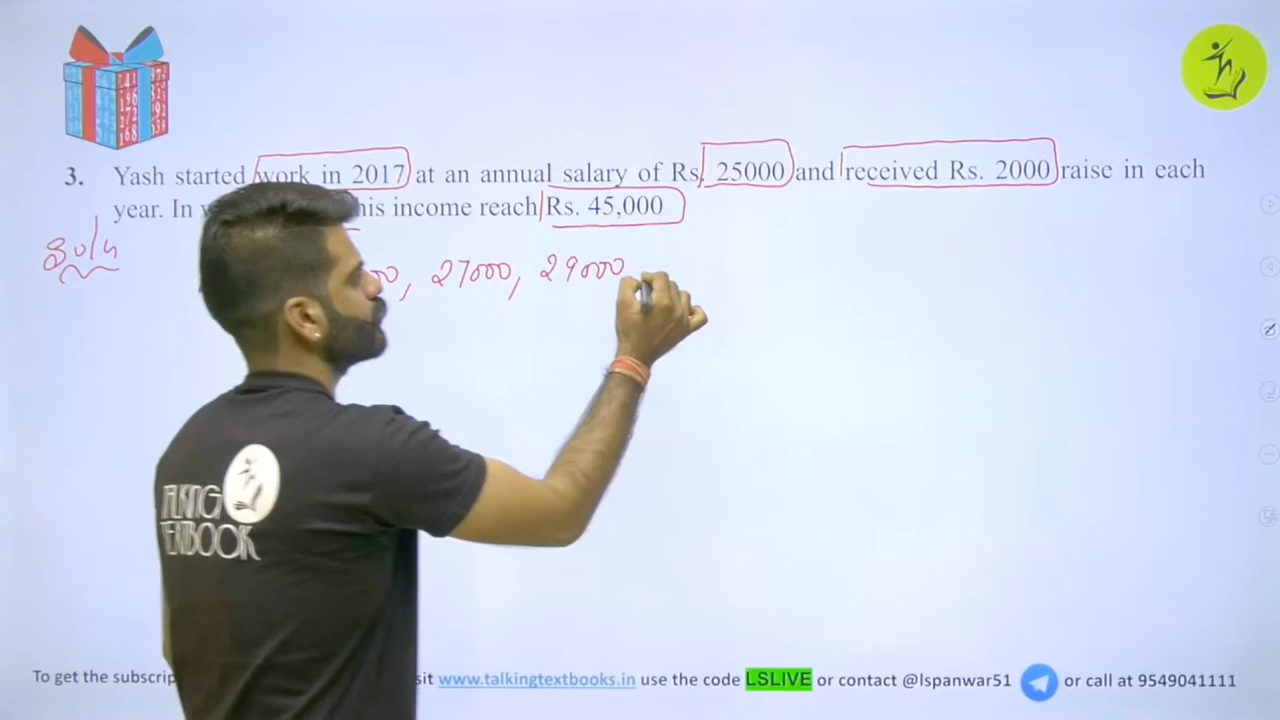 3. Yash started work in 2017 at an annual salary of Rs. 25000 and received Rs. 2000 raise in each
year. In his income reach Rs. 45,000
Soln
27000, 29000
TALKING
TEXTBOOK
To get the www.talkingtextbooks.in use the code LSLIVE or contact @lspanwar51 or call at 9549041111